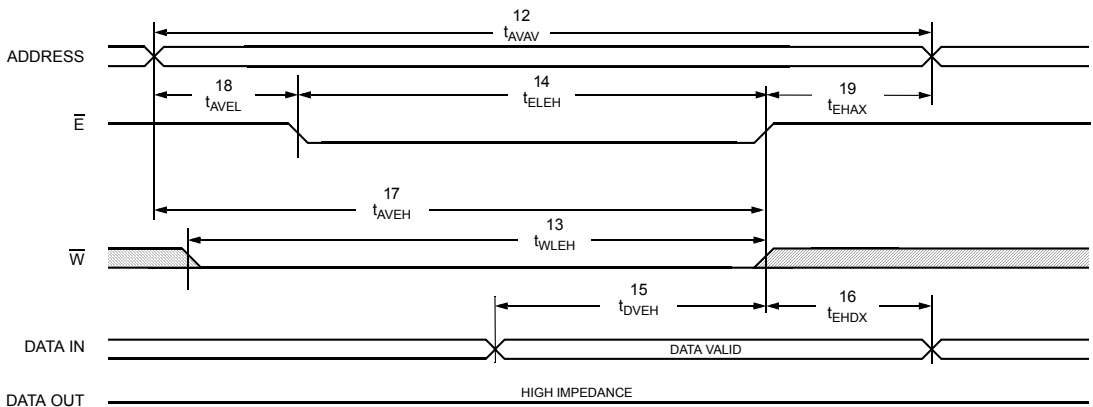 12
tAVAV
ADDRESS
18
tAVEL
14
tELEH
19
tEHAX
E̅
17
tAVEH
13
tWLEH
W̅
15
tDVEH
16
tEHDX
DATA IN
DATA VALID
DATA OUT
HIGH IMPEDANCE